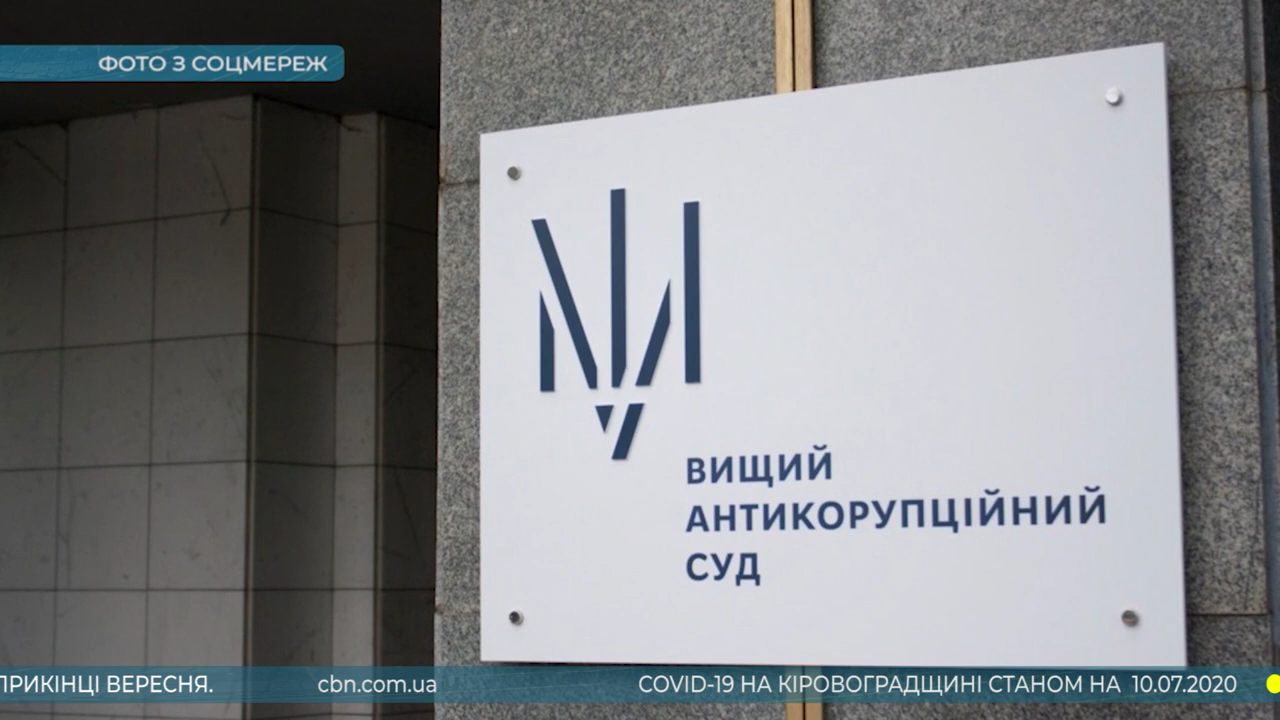 ФОТО З СОЦМЕРЕЖ
ВИЩИЙ
АНТИКОРУПЦІЙНИЙ
СУД
ПРИКІНЦІ ВЕРЕСНЯ. cbn.com.ua COVID-19 НА КІРОВОГРАДЩИНІ СТАНОМ НА 10.07.2020